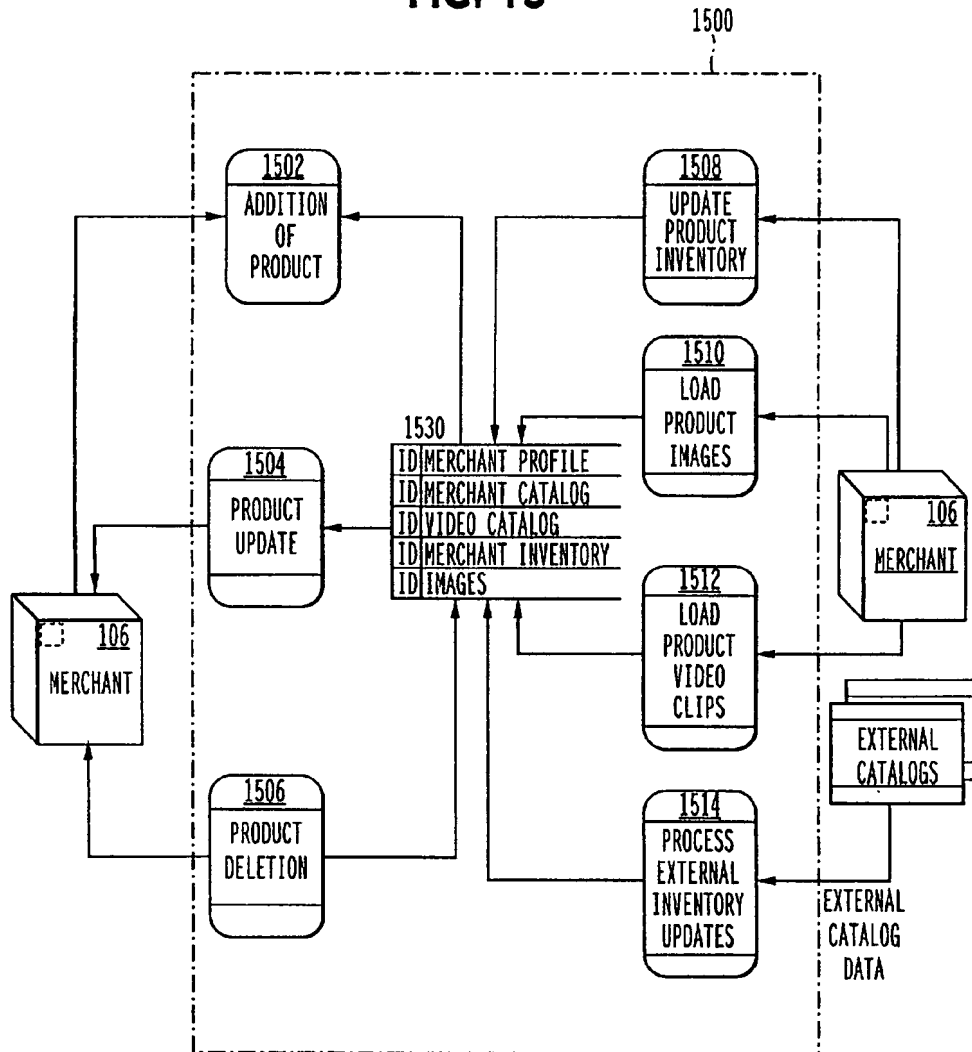 1500
1502
ADDITION
OF
PRODUCT
1508
UPDATE
PRODUCT
INVENTORY
1510
LOAD
PRODUCT
IMAGES
1530
ID MERCHANT PROFILE
ID MERCHANT CATALOG
ID VIDEO CATALOG
ID MERCHANT INVENTORY
ID IMAGES
1504
PRODUCT
UPDATE
106
MERCHANT
1512
LOAD
PRODUCT
VIDEO
CLIPS
106
MERCHANT
EXTERNAL
CATALOGS
1506
PRODUCT
DELETION
1514
PROCESS
EXTERNAL
INVENTORY
UPDATES
EXTERNAL
CATALOG
DATA